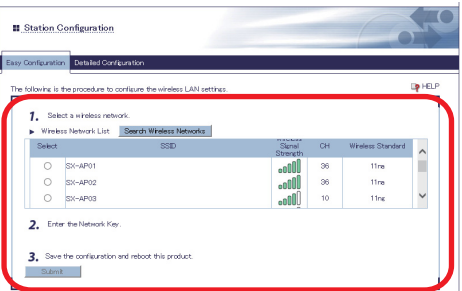 Station Configuration
Easy Configuration Detailed Configuration
The following is the procedure to configure the wireless LAN settings.
HELP
1. Select a wireless network.
Wireless Network List Search Wireless Networks
Select SSID Wireless Signal Strength CH Wireless Standard
SX-AP01 36 11na
SX-AP02 36 11na
SX-AP03 10 11ng
2. Enter the Network Key.
3. Save the configuration and reboot this product.
Submit